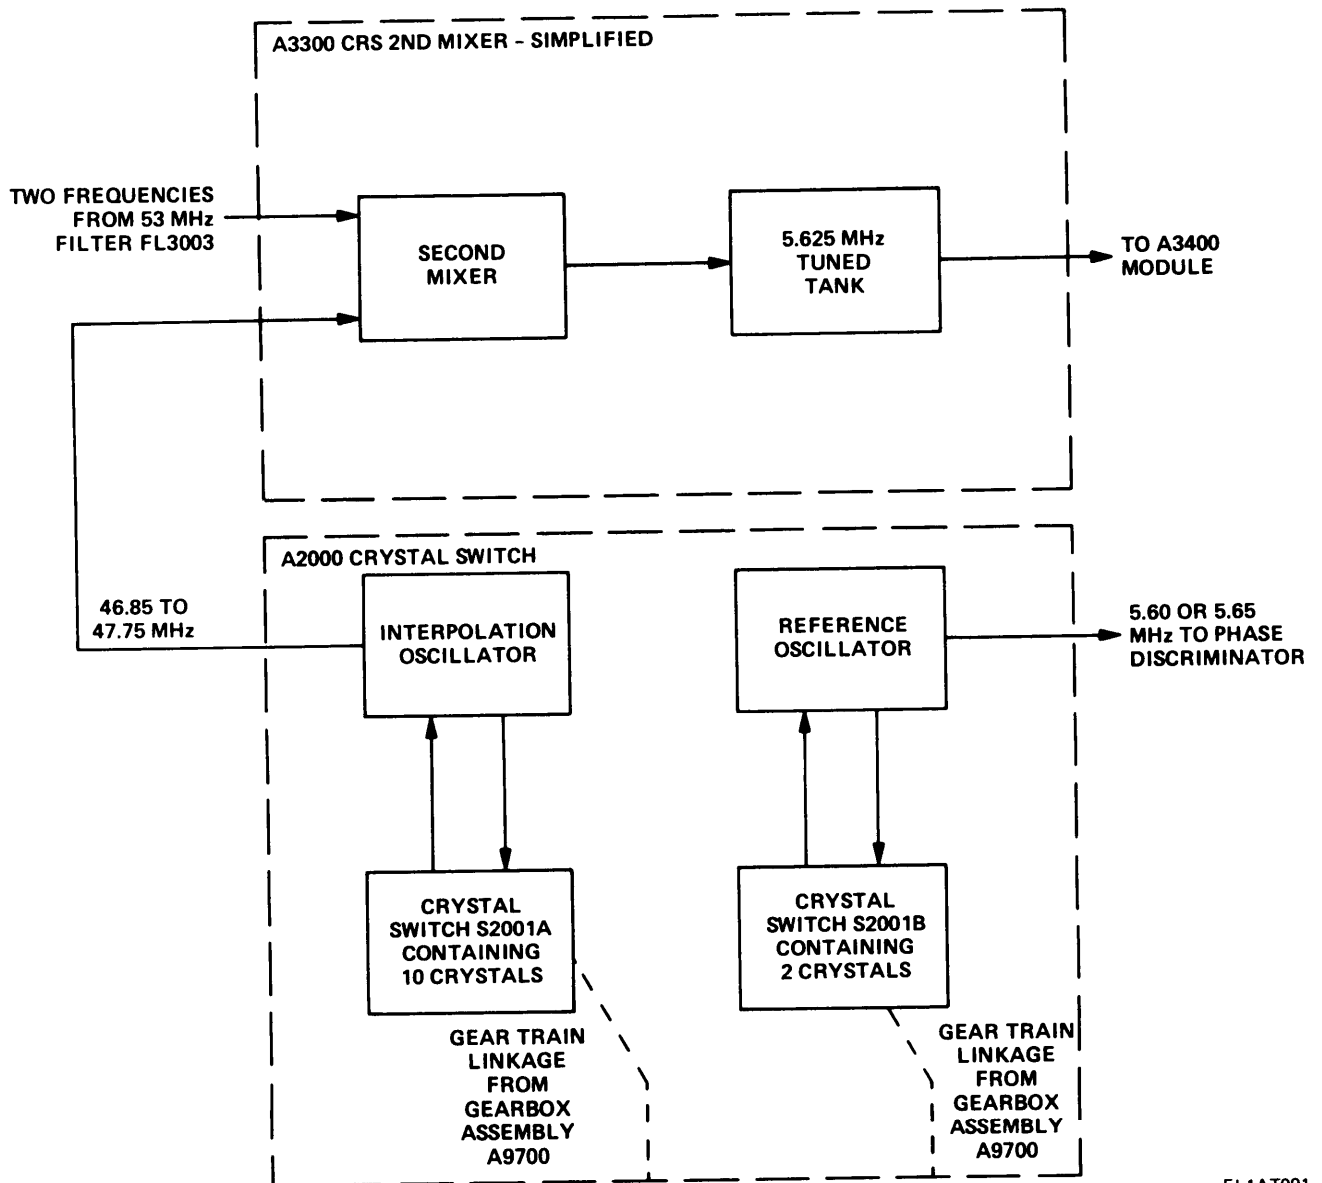 A3300 CRS 2ND MIXER – SIMPLIFIED
TWO FREQUENCIES
FROM 53 MHz
FILTER FL3003
SECOND
MIXER
5.625 MHz
TUNED
TANK
TO A3400
MODULE
A2000 CRYSTAL SWITCH
46.85 TO
47.75 MHz
INTERPOLATION
OSCILLATOR
REFERENCE
OSCILLATOR
5.60 OR 5.65
MHz TO PHASE
DISCRIMINATOR
CRYSTAL
SWITCH S2001A
CONTAINING
10 CRYSTALS
CRYSTAL
SWITCH S2001B
CONTAINING
2 CRYSTALS
GEAR TRAIN
LINKAGE
FROM
GEARBOX
ASSEMBLY
A9700
GEAR TRAIN
LINKAGE
FROM
GEARBOX
ASSEMBLY
A9700